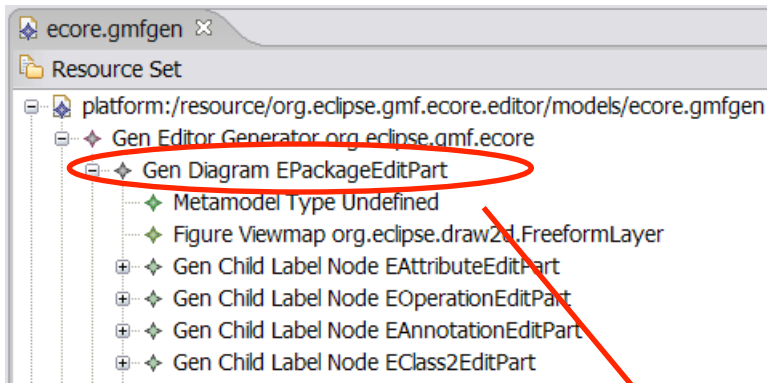 ecore.gmfgen
Resource Set
platform:/resource/org.eclipse.gmf.ecore.editor/models/ecore.gmfgen
Gen Editor Generator org.eclipse.gmf.ecore
Gen Diagram EPackageEditPart
Metamodel Type Undefined
Figure Viewmap org.eclipse.draw2d.FreeformLayer
Gen Child Label Node EAttributeEditPart
Gen Child Label Node EOperationEditPart
Gen Child Label Node EAnnotationEditPart
Gen Child Label Node EClass2EditPart